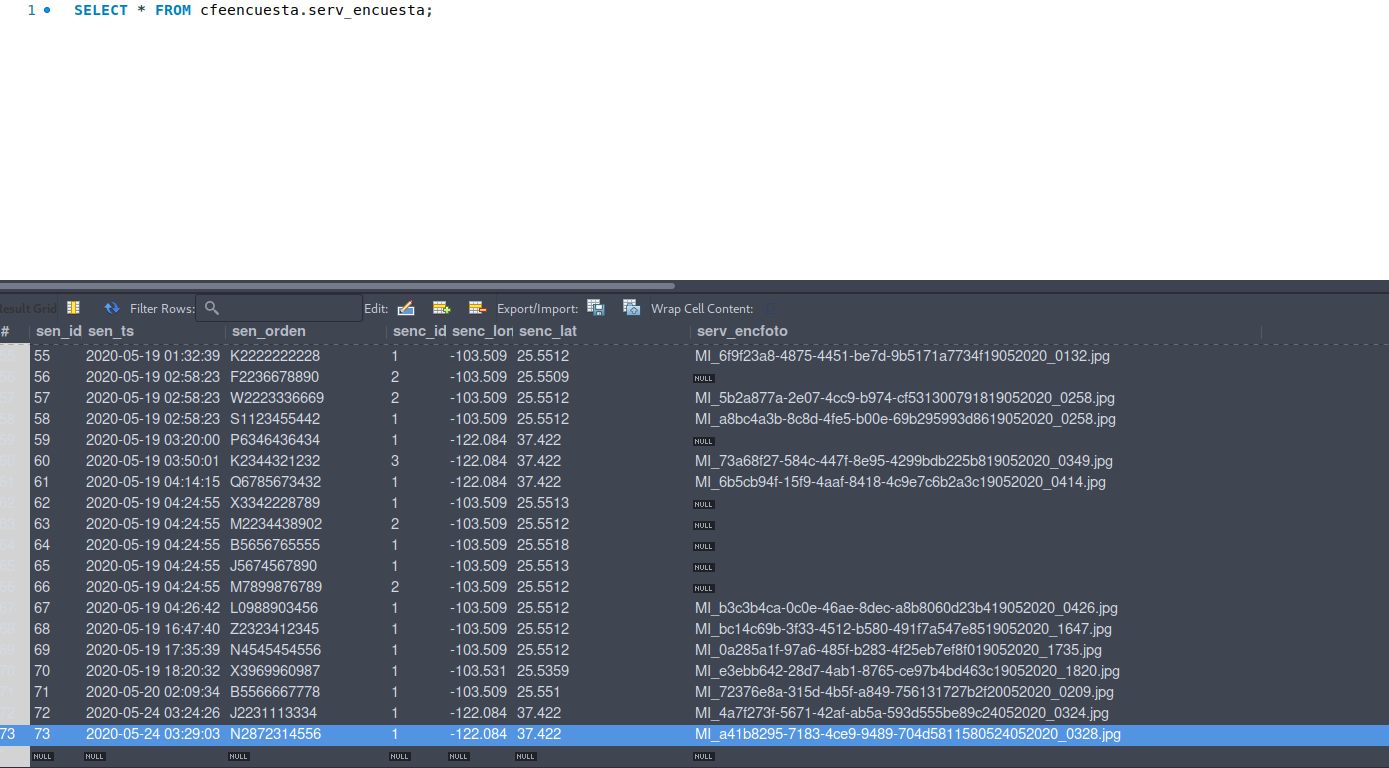 1 SELECT * FROM cfeencuesta.serv_encuesta;
Result Grid Filter Rows: Edit: Export/Import: Wrap Cell Content:
# sen_id sen_ts sen_orden senc_id senc_lon senc_lat serv_encfoto
55 2020-05-19 01:32:39 K2222222228 1 -103.509 25.5512 MI_6f9f23a8-4875-4451-be7d-9b5171a7734f19052020_0132.jpg
56 2020-05-19 02:58:23 F2236678890 2 -103.509 25.5509 NULL
57 2020-05-19 02:58:23 W2223336669 2 -103.509 25.5512 MI_5b2a877a-2e07-4cc9-b974-cf531300791819052020_0258.jpg
58 2020-05-19 02:58:23 S1123455442 1 -103.509 25.5512 MI_a8bc4a3b-8c8d-4fe5-b00e-69b295993d8619052020_0258.jpg
59 2020-05-19 03:20:00 P6346436434 1 -122.084 37.422 NULL
60 2020-05-19 03:50:01 K2344321232 3 -122.084 37.422 MI_73a68f27-584c-447f-8e95-4299bdb225b819052020_0349.jpg
61 2020-05-19 04:14:15 Q6785673432 1 -122.084 37.422 MI_6b5cb94f-15f9-4aaf-8418-4c9e7c6b2a3c19052020_0414.jpg
62 2020-05-19 04:24:55 X3342228789 1 -103.509 25.5513 NULL
63 2020-05-19 04:24:55 M2234438902 2 -103.509 25.5512 NULL
64 2020-05-19 04:24:55 B5656765555 1 -103.509 25.5518 NULL
65 2020-05-19 04:24:55 J5674567890 1 -103.509 25.5513 NULL
66 2020-05-19 04:24:55 M7899876789 2 -103.509 25.5512 NULL
67 2020-05-19 04:26:42 L0988903456 1 -103.509 25.5512 MI_b3c3b4ca-0c0e-46ae-8dec-a8b8060d23b419052020_0426.jpg
68 2020-05-19 16:47:40 Z2323412345 1 -103.509 25.5512 MI_bc14c69b-3f33-4512-b580-491f7a547e8519052020_1647.jpg
69 2020-05-19 17:35:39 N4545454556 1 -103.509 25.5512 MI_0a285a1f-97a6-485f-b283-4f25eb7ef8f019052020_1735.jpg
70 2020-05-19 18:20:32 X3969960987 1 -103.531 25.5359 MI_e3ebb642-28d7-4ab1-8765-ce97b4bd463c19052020_1820.jpg
71 2020-05-20 02:09:34 B5566667778 1 -103.509 25.551 MI_72376e8a-315d-4b5f-a849-756131727b2f20052020_0209.jpg
72 2020-05-24 03:24:26 J2231113334 1 -122.084 37.422 MI_4a7f273f-5671-42af-ab5a-593d555be89c24052020_0324.jpg
73 73 2020-05-24 03:29:03 N2872314556 1 -122.084 37.422 MI_a41b8295-7183-4ce9-9489-704d5811580524052020_0328.jpg
NULL NULL NULL NULL NULL NULL NULL